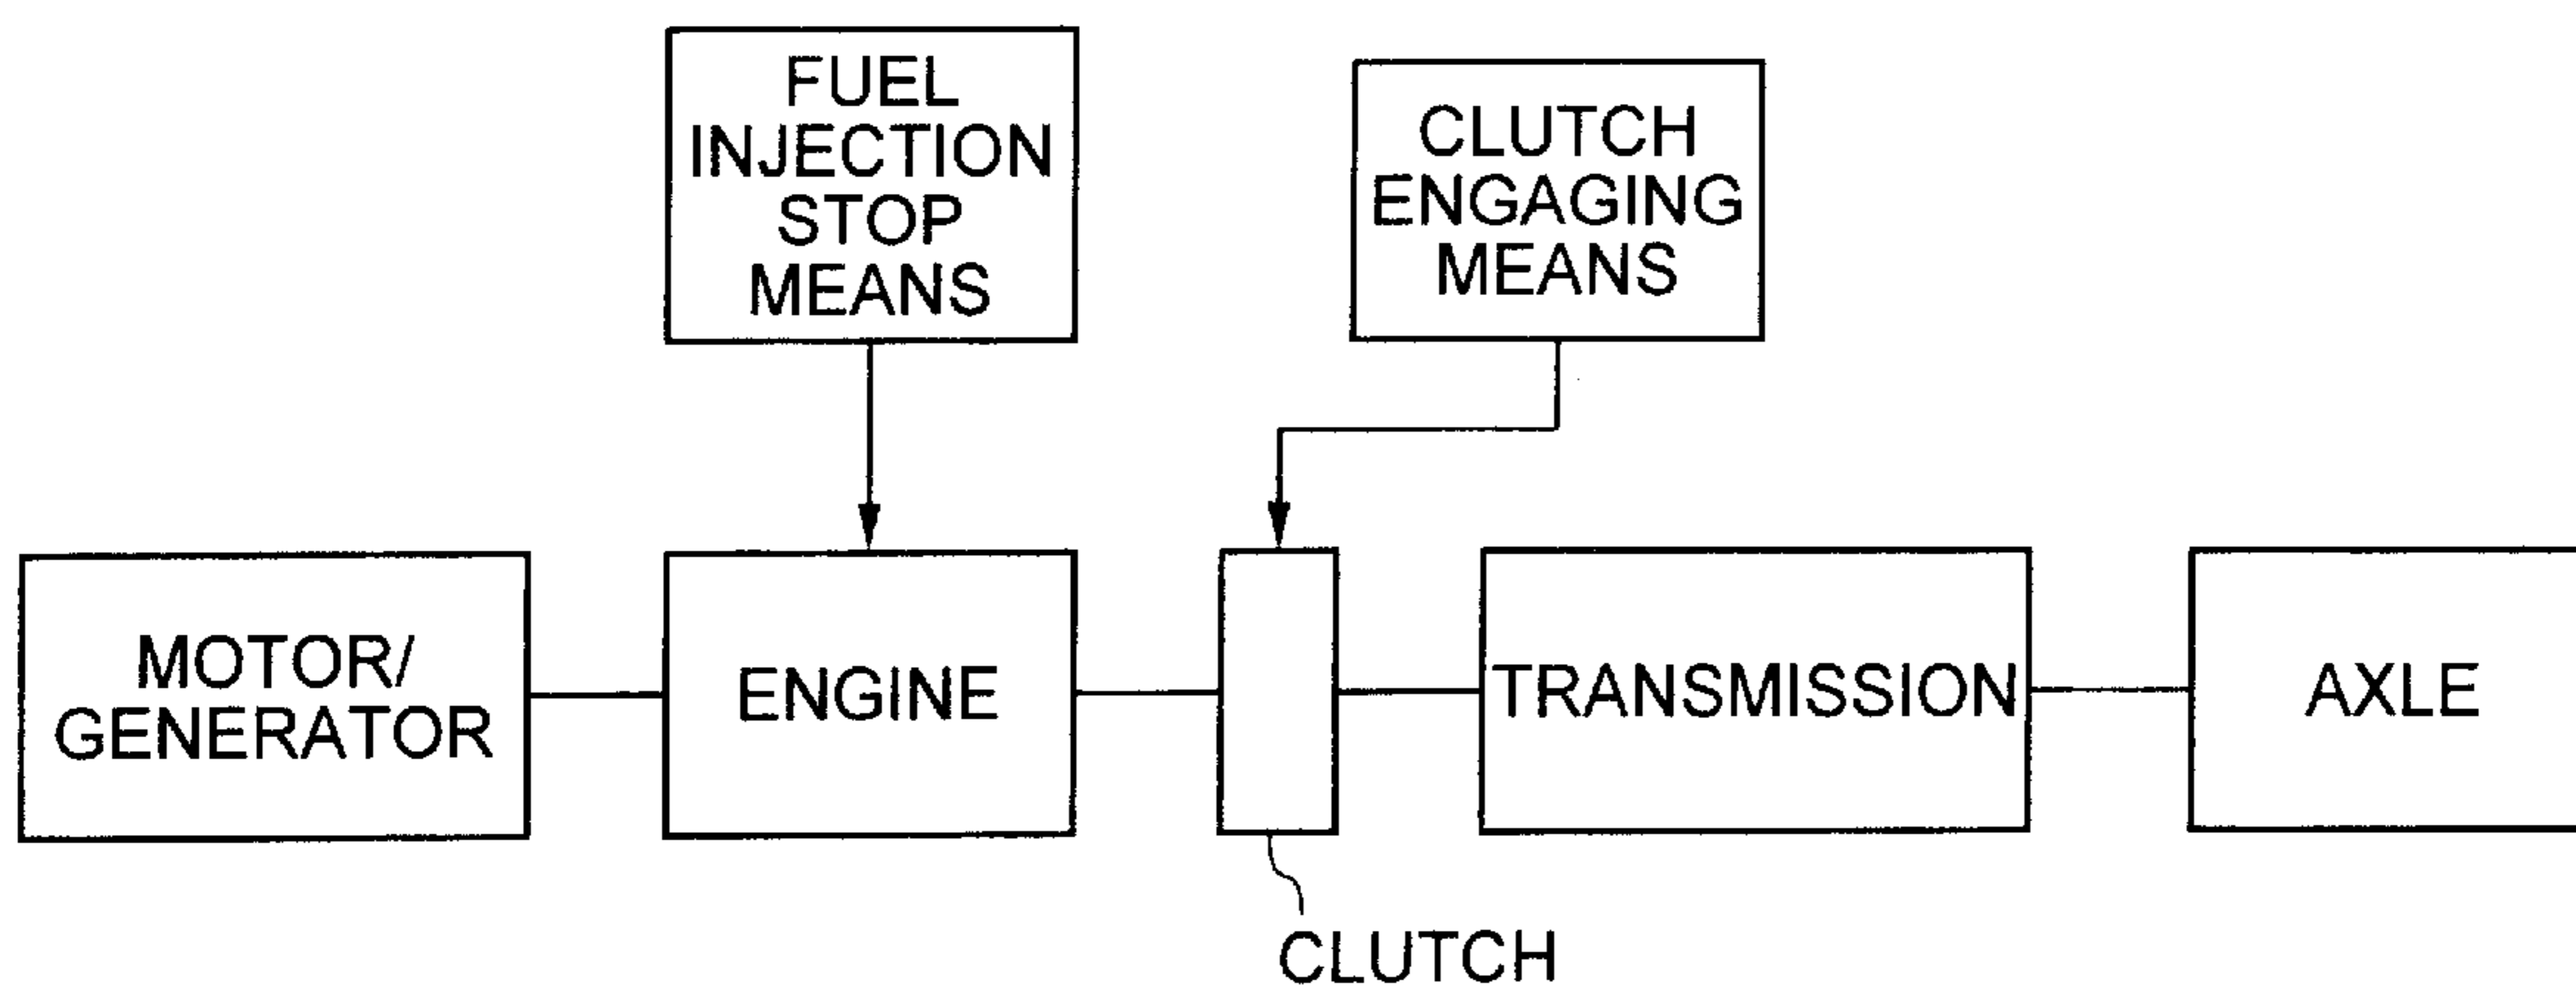 FUEL
INJECTION
STOP
MEANS
CLUTCH
ENGAGING
MEANS
MOTOR/
GENERATOR
ENGINE
TRANSMISSION
AXLE
CLUTCH